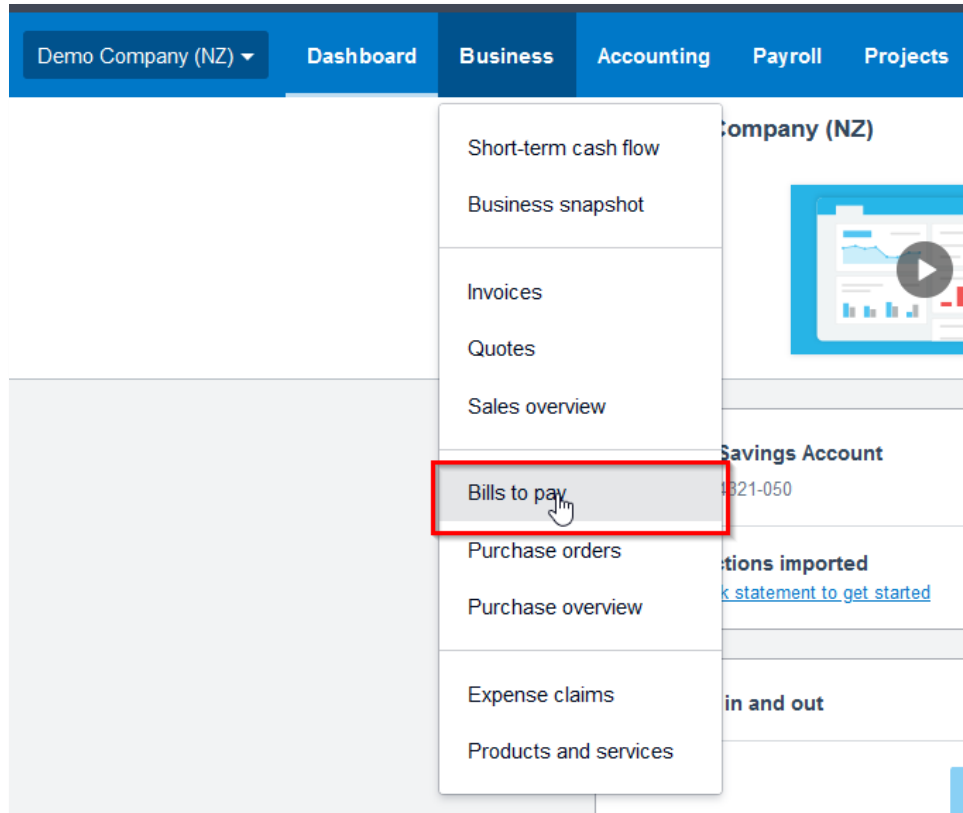 Demo Company (NZ) Dashboard Business Accounting Payroll Projects
Short-term cash flow
Business snapshot
Invoices
Quotes
Sales overview
Bills to pay
Purchase orders
Purchase overview
Expense claims
Products and services
(NZ)
Savings Account
321-050
imported
statement to get started
in and out